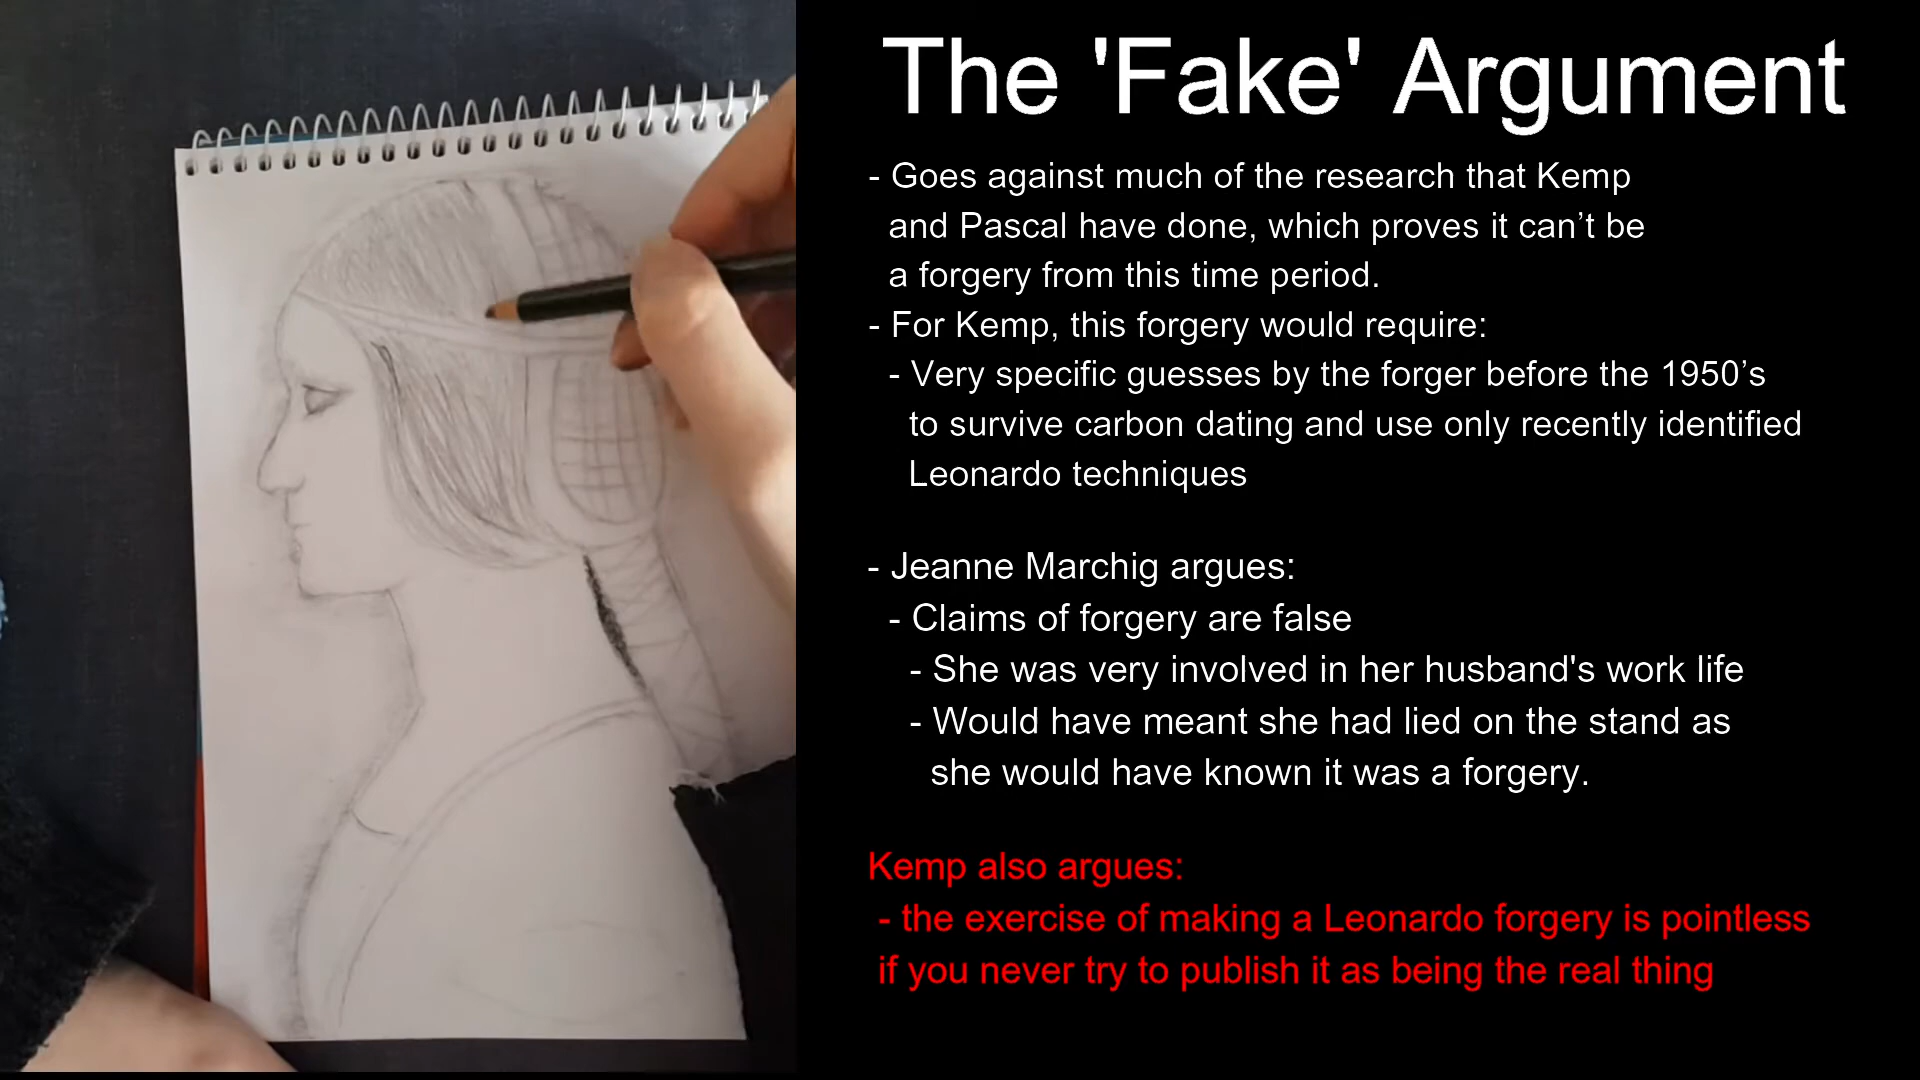 The 'Fake' Argument
- Goes against much of the research that Kemp
and Pascal have done, which proves it can’t be
a forgery from this time period.
- For Kemp, this forgery would require:
- Very specific guesses by the forger before the 1950’s
to survive carbon dating and use only recently identified
Leonardo techniques
- Jeanne Marchig argues:
- Claims of forgery are false
- She was very involved in her husband's work life
- Would have meant she had lied on the stand as
she would have known it was a forgery.
Kemp also argues:
- the exercise of making a Leonardo forgery is pointless
if you never try to publish it as being the real thing